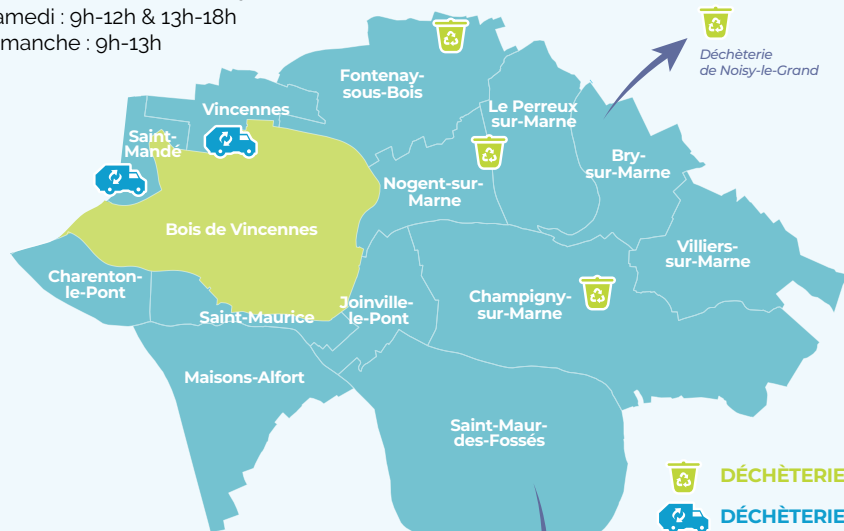 amedi : 9h-12h & 13h-18h
manche : 9h-13h
Déchèterie
de Noisy-le-Grand
Fontenay-
sous-Bois
Vincennes
Le Perreux
sur-Marne
Saint-
Mandé
Bry-
sur-Marne
Nogent-sur-
Marne
Bois de Vincennes
Villiers-
sur-Marne
Charenton-
le-Pont
Joinville-
le-Pont
Champigny-
sur-Marne
Saint-Maurice
Maisons-Alfort
Saint-Maur-
des-Fossés
DÉCHÈTERIE
DÉCHÈTERIE